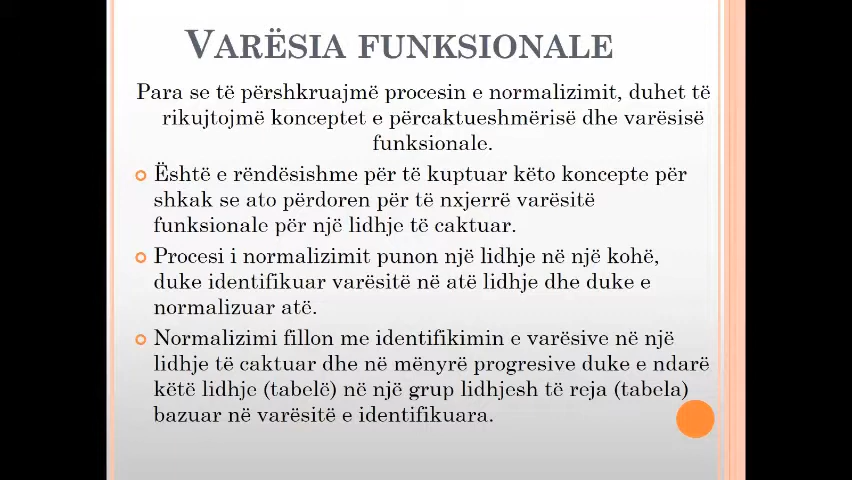 VARËSIA FUNKSIONALE
Para se të përshkruajmë procesin e normalizimit, duhet të
rikujtojmë konceptet e përcaktueshmërisë dhe varësisë
funksionale.
Është e rëndësishme për të kuptuar këto koncepte për
shkak se ato përdoren për të nxjerrë varësitë
funksionale për një lidhje të caktuar.
Procesi i normalizimit punon një lidhje në një kohë,
duke identifikuar varësitë në atë lidhje dhe duke e
normalizuar atë.
Normalizimi fillon me identifikimin e varësive në një
lidhje të caktuar dhe në mënyrë progresive duke e ndarë
këtë lidhje (tabelë) në një grup lidhjesh të reja (tabela)
bazuar në varësitë e identifikuara.